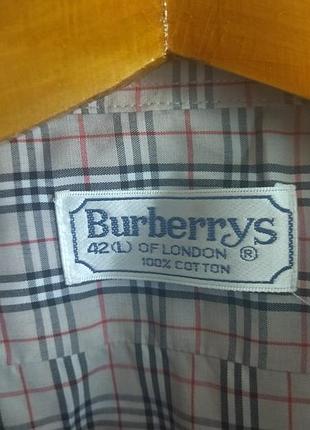 Burberrys
42(L) OF LONDON ®
100% COTTON